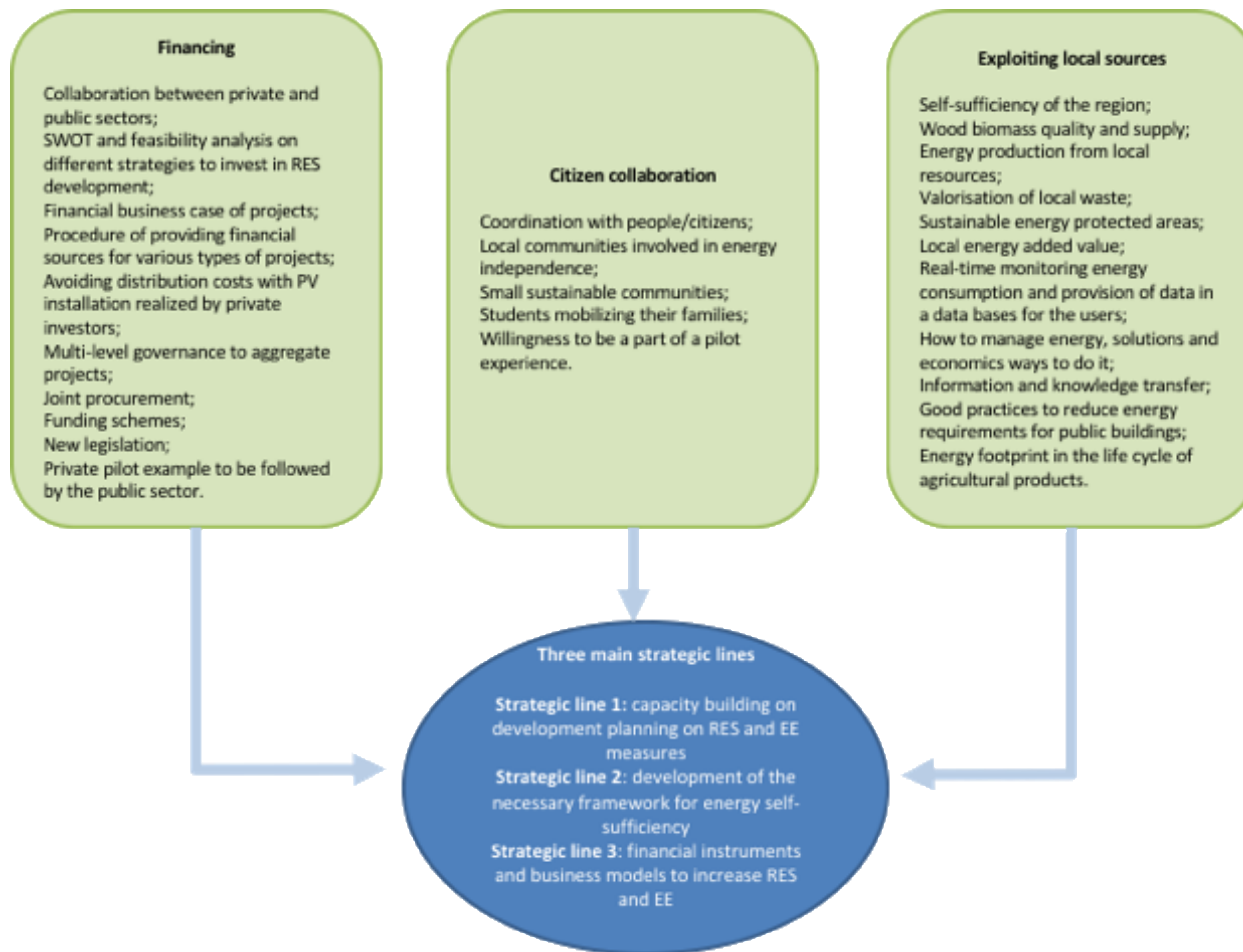 Financing
Collaboration between private and
public sectors;
SWOT and feasibility analysis on
different strategies to invest in RES
development;
Financial business case of projects;
Procedure of providing financial
sources for various types of projects;
Avoiding distribution costs with PV
installation realized by private
investors;
Multi-level governance to aggregate
projects;
Joint procurement;
Funding schemes;
New legislation;
Private pilot example to be followed
by the public sector.
Citizen collaboration
Coordination with people/citizens;
Local communities involved in energy
independence;
Small sustainable communities;
Students mobilizing their families;
Willingness to be a part of a pilot
experience.
Exploiting local sources
Self-sufficiency of the region;
Wood biomass quality and supply;
Energy production from local
resources;
Valorisation of local waste;
Sustainable energy protected areas;
Local energy added value;
Real-time monitoring energy
consumption and provision of data in
a data bases for the users;
How to manage energy, solutions and
economics ways to do it;
Information and knowledge transfer;
Good practices to reduce energy
requirements for public buildings;
Energy footprint in the life cycle of
agricultural products.
Three main strategic lines
Strategic line 1: capacity building on
development planning on RES and EE
measures
Strategic line 2: development of the
necessary framework for energy self-
sufficiency
Strategic line 3: financial instruments
and business models to increase RES
and EE